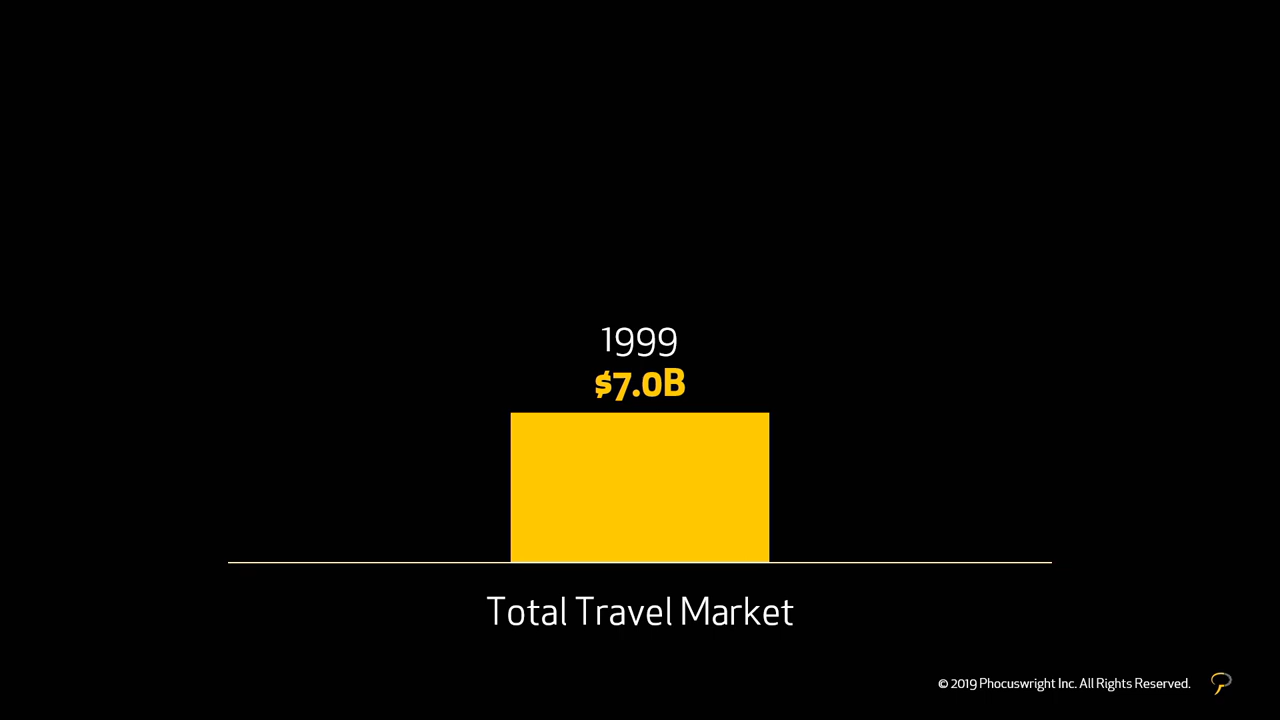 1999
$7.0B
Total Travel Market
© 2019 Phocuswright Inc. All Rights Reserved.